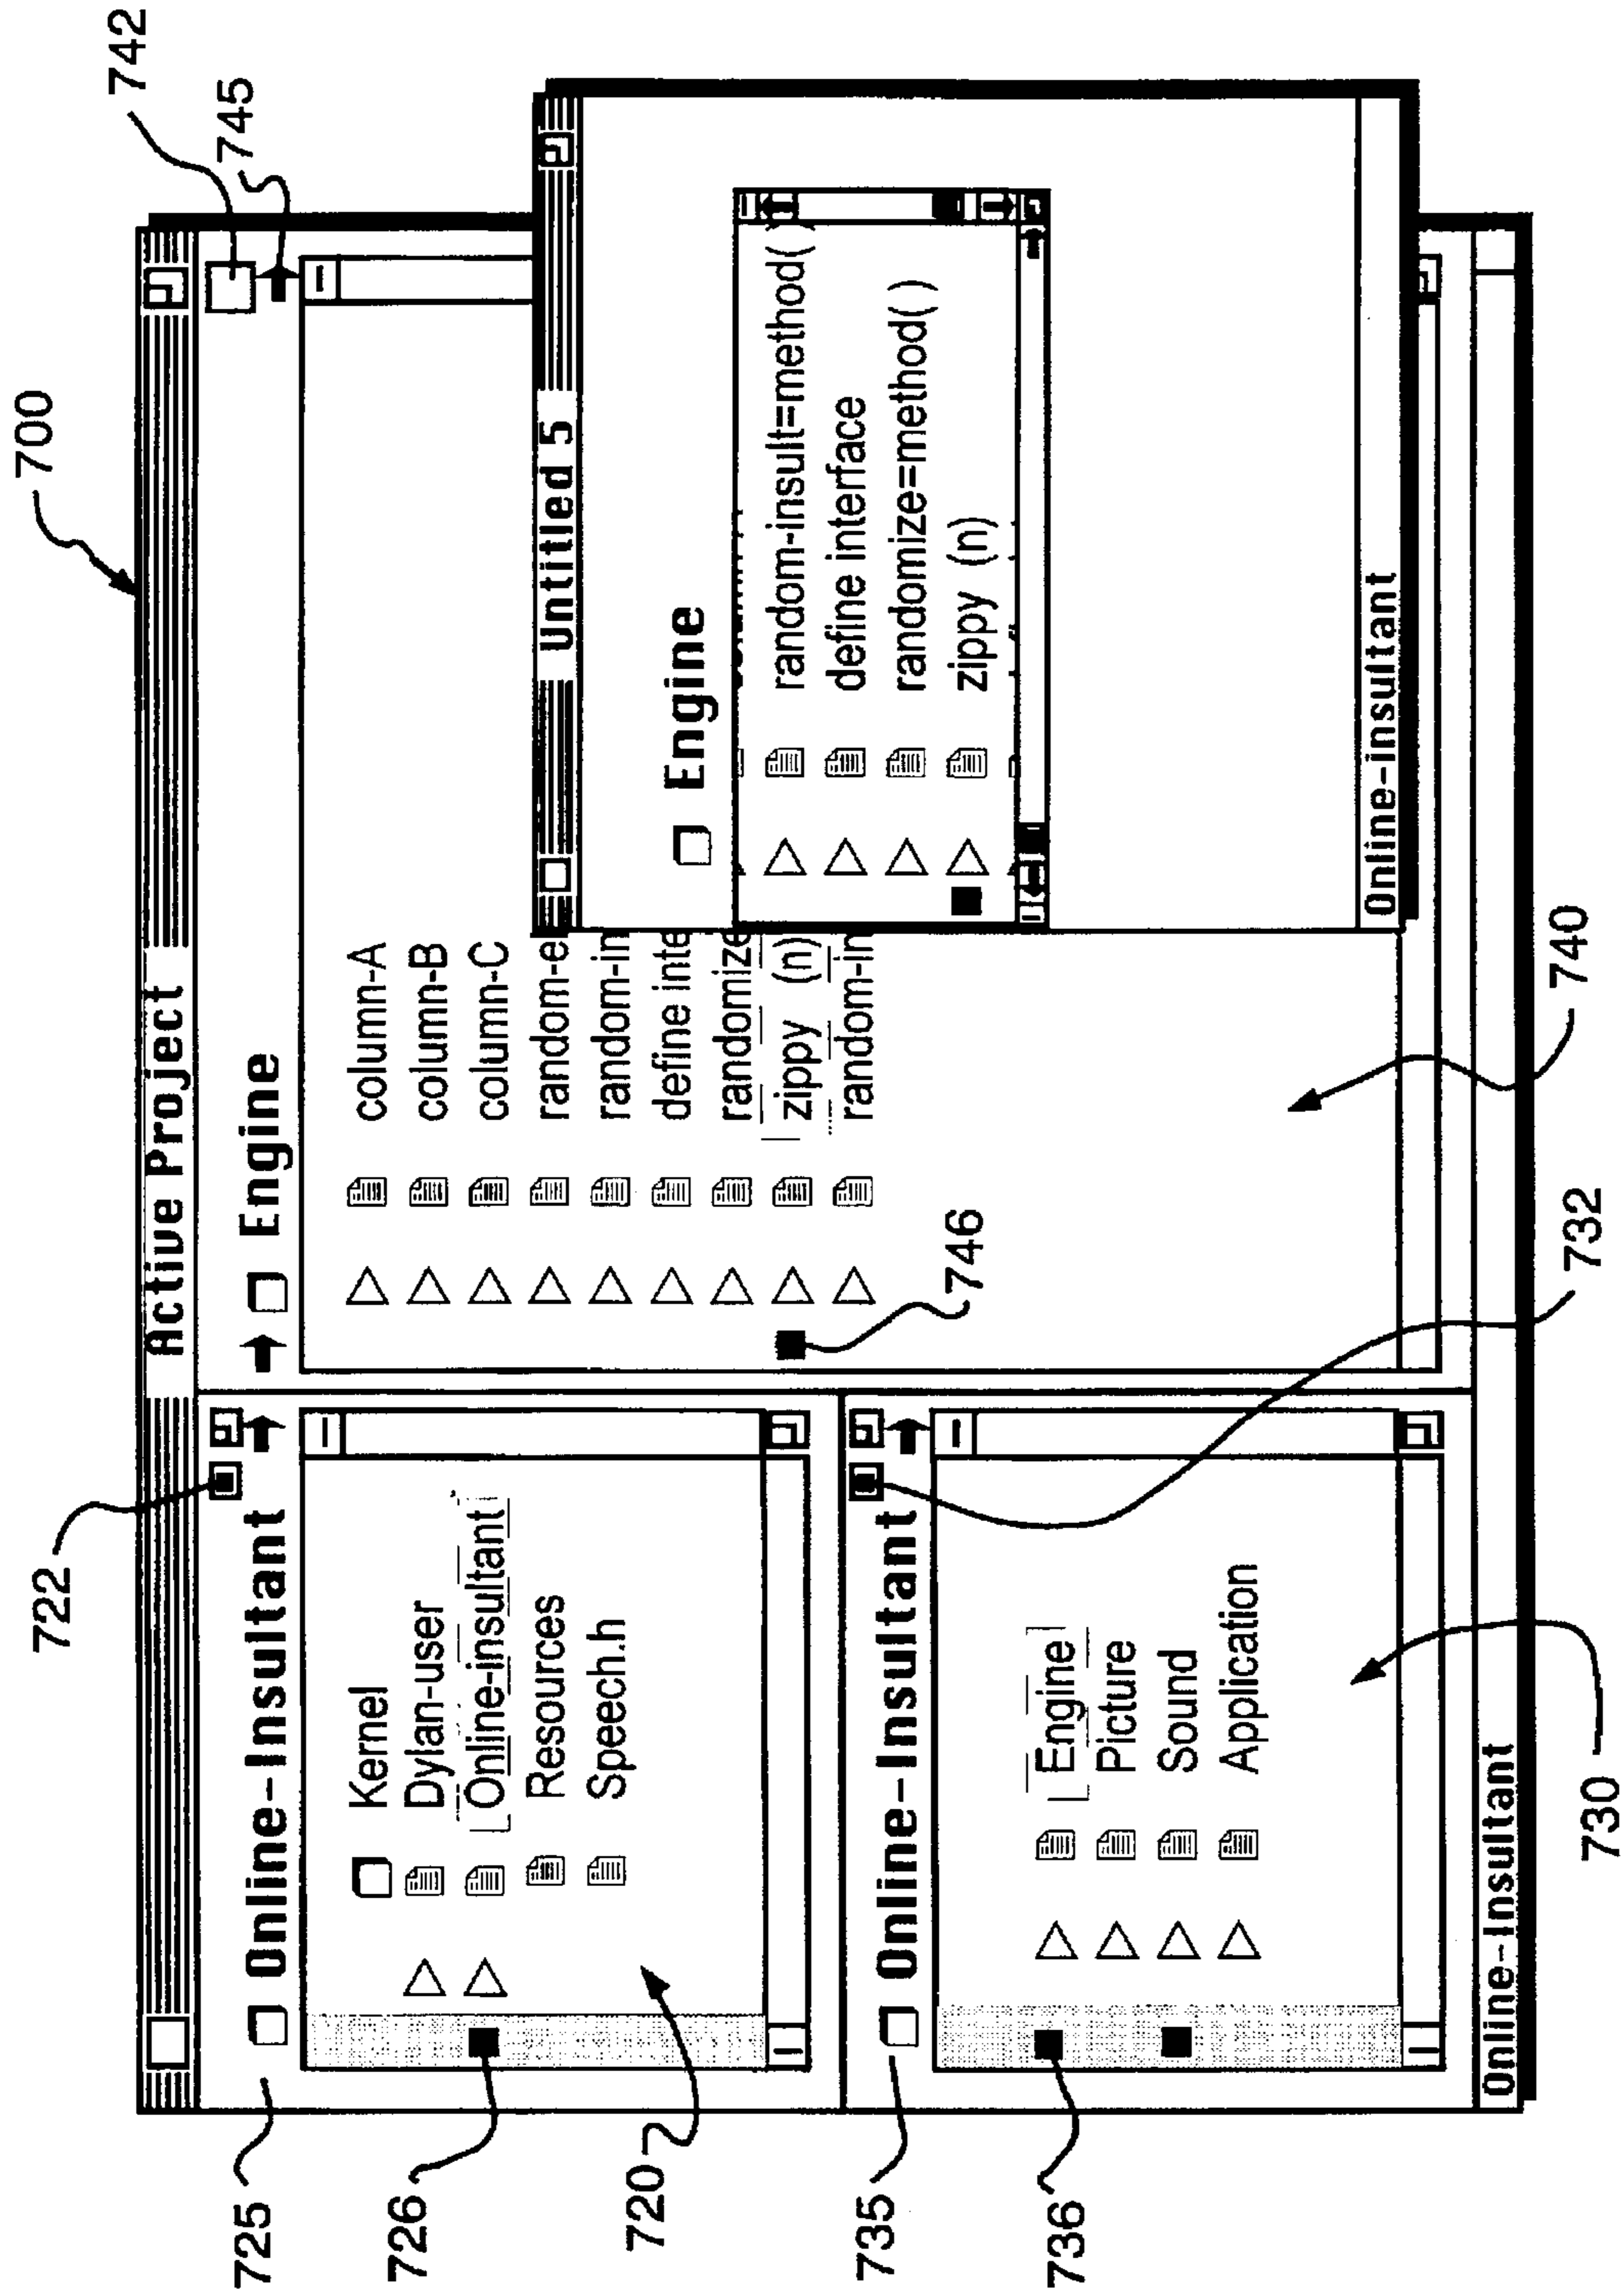 700
742
745
722
Active Project
725
Online-Insultant
Kernel
Dylan-user
Online-insultant
Resources
Speech.h
726
720
Engine
column-A
column-B
column-C
random-e
random-in
define inte
randomize
zippy (n)
random-in
746
740
Untitled 5
Engine
random-insult=method( )
define interface
randomize=method( )
zippy (n)
Online-insultant
735
Online-Insultant
Engine
Picture
Sound
Application
736
732
730
Online-Insultant